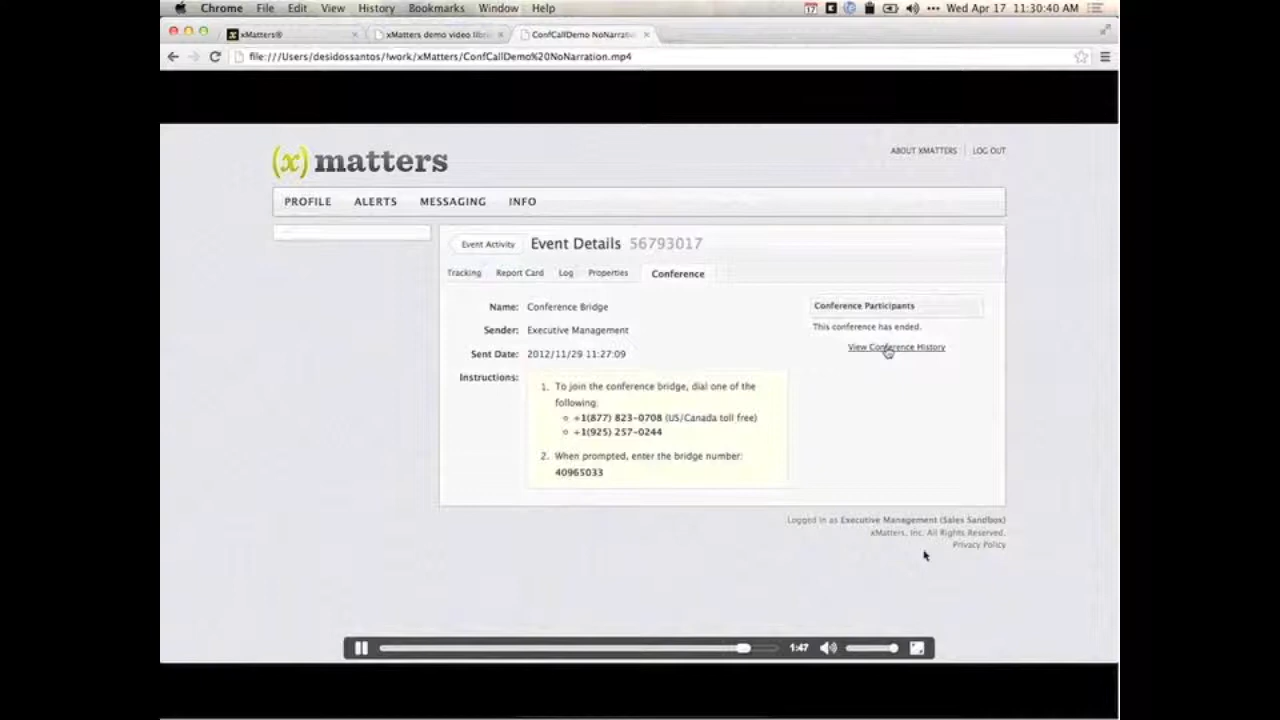 Chrome File Edit View History Bookmarks Window Help
17 Wed Apr 17 11:30:40 AM
xMatters® xMatters demo video libr ConfCallDemo NoNarratio
file:///Users/desidossantos/!work/xMatters/ConfCallDemo%20NoNarration.mp4
(x) matters
ABOUT XMATTERS LOG OUT
PROFILE ALERTS MESSAGING INFO
Event Activity Event Details 56793017
Tracking Report Card Log Properties Conference
Name: Conference Bridge
Sender: Executive Management
Sent Date: 2012/11/29 11:27:09
Instructions:
1. To join the conference bridge, dial one of the
following:
+1(877) 823-0708 (US/Canada toll free)
+1(925) 257-0244
2. When prompted, enter the bridge number:
40965033
Conference Participants
This conference has ended.
View Conference History
Logged in as Executive Management (Sales Sandbox)
xMatters, Inc. All Rights Reserved.
Privacy Policy
1:47